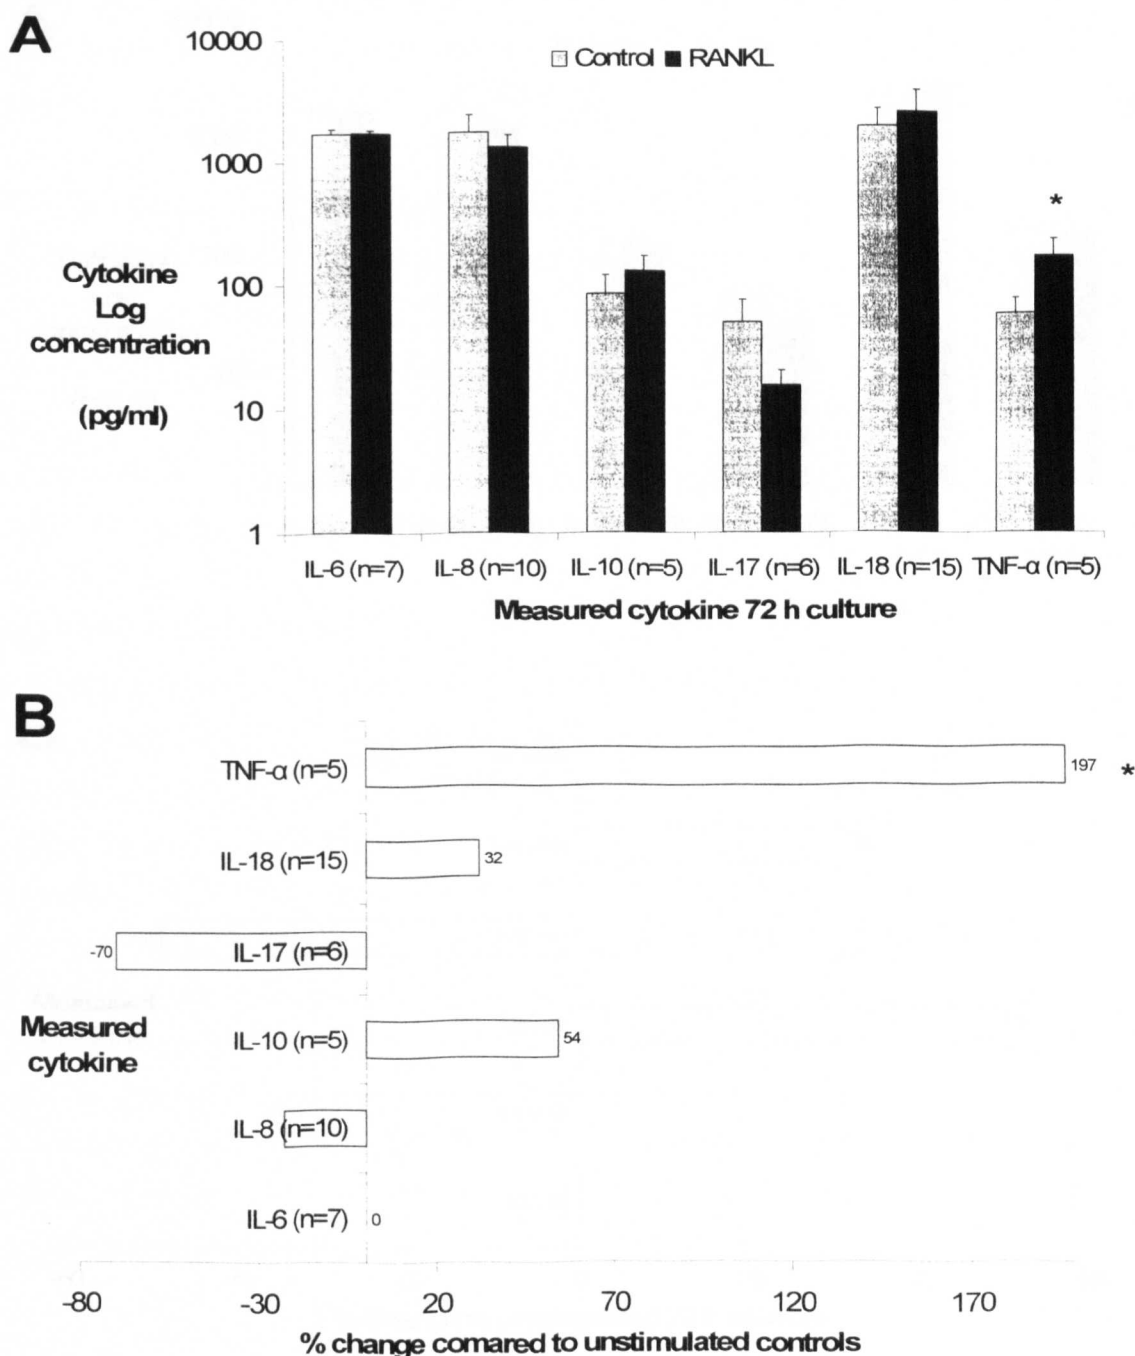 A
10000
Control RANKL
1000
100
10
1
Cytokine
Log
concentration
(pg/ml)
*
IL-6 (n=7) IL-8 (n=10) IL-10 (n=5) IL-17 (n=6) IL-18 (n=15) TNF-α (n=5)
Measured cytokine 72 h culture
B
TNF-α (n=5) 197 *
IL-18 (n=15) 32
-70 IL-17 (n=6)
Measured
cytokine
IL-10 (n=5) 54
IL-8 (n=10)
IL-6 (n=7) 0
-80 -30 20 70 120 170
% change comared to unstimulated controls